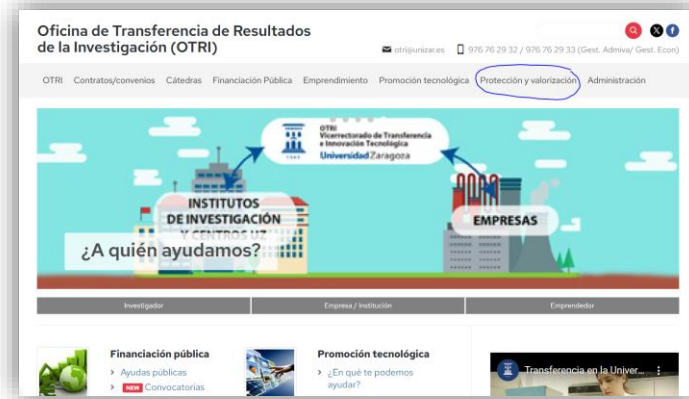 Oficina de Transferencia de Resultados
de la Investigación (OTRI)
otri@unizar.es 976 76 29 32 / 976 76 29 33 (Gest. Admiva/ Gest. Econ)
OTRI Contratos/convenios Cátedras Financiación Pública Emprendimiento Promoción tecnológica Protección y valorización Administración
OTRI
Vicerrectorado de Transferencia
e Innovación Tecnológica
Universidad Zaragoza
INSTITUTOS
DE INVESTIGACIÓN
Y CENTROS UZ
EMPRESAS
¿A quién ayudamos?
Investigador Empresa / Institución Emprendedor
Financiación pública
Ayudas públicas
NEW Convocatorias
Promoción tecnológica
¿En qué te podemos
ayudar?
Transferencia en la Univer...